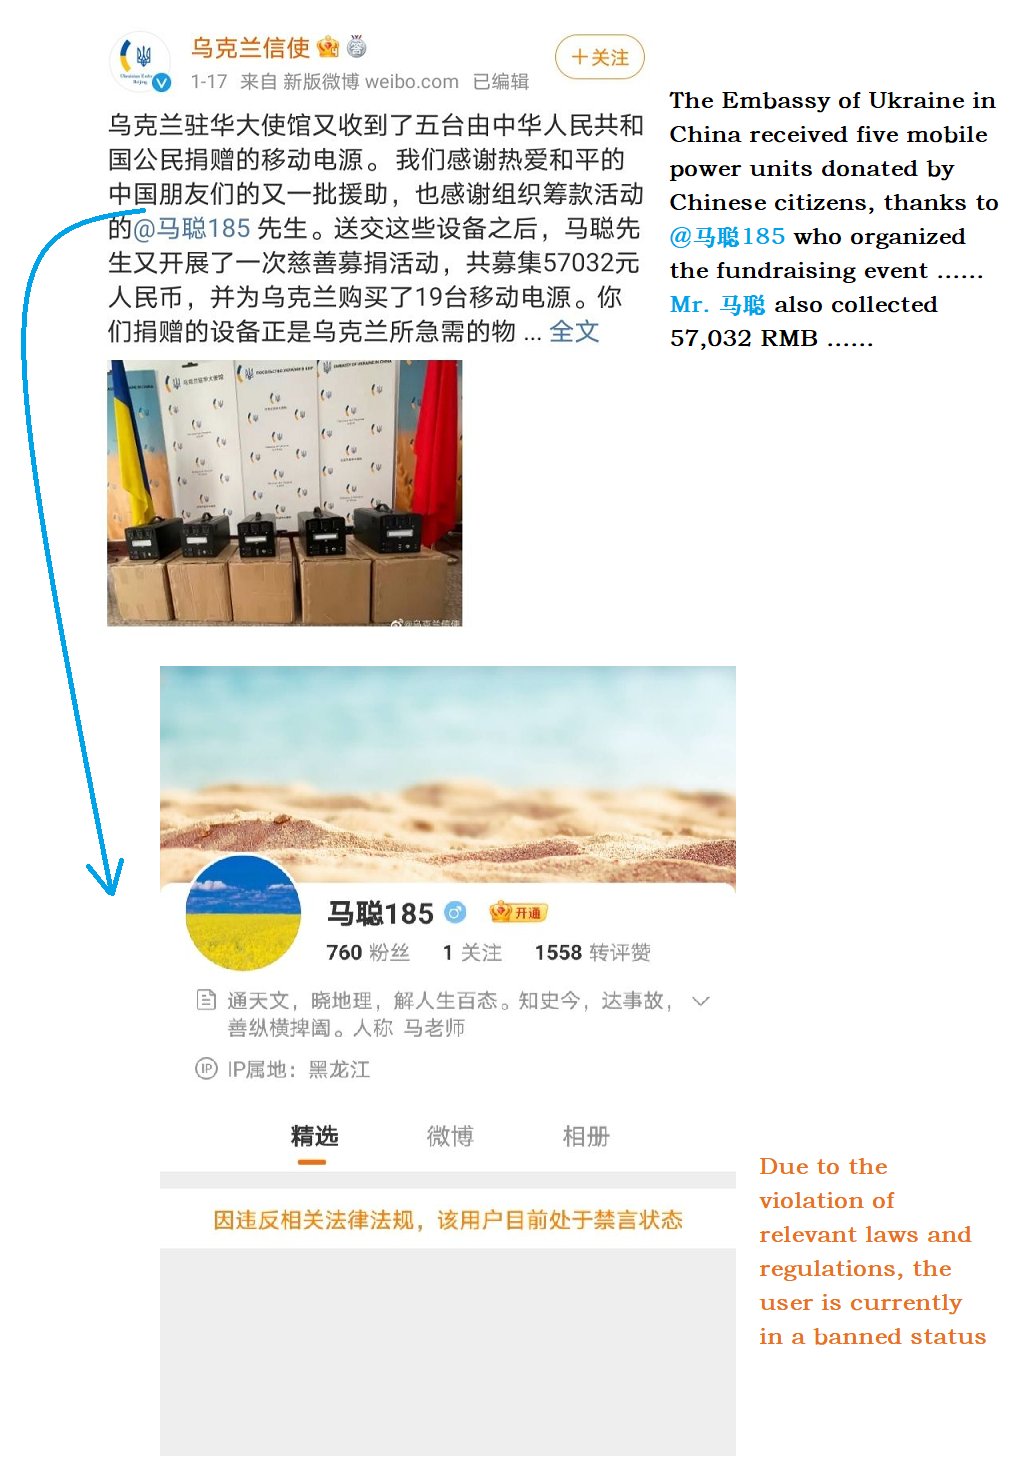 乌克兰信使
+关注
1-17 来自 新版微博 weibo.com 已编辑
乌克兰驻华大使馆又收到了五台由中华人民共和
国公民捐赠的移动电源。我们感谢热爱和平的
中国朋友们的又一批援助，也感谢组织筹款活动
的@马聪185 先生。送交这些设备之后，马聪先
生又开展了一次慈善募捐活动，共募集57032元
人民币，并为乌克兰购买了19台移动电源。你
们捐赠的设备正是乌克兰所急需的物 ... 全文
The Embassy of Ukraine in
China received five mobile
power units donated by
Chinese citizens, thanks to
@马聪185 who organized
the fundraising event ......
Mr. 马聪 also collected
57,032 RMB ......
乌克兰驻华大使馆
@乌克兰信使
马聪185
开通
760 粉丝 1 关注 1558 转评赞
通天文，晓地理，解人生百态。知史今，达事故，
善纵横捭阖。人称 马老师
IP IP属地：黑龙江
精选 微博 相册
因违反相关法律法规，该用户目前处于禁言状态
Due to the
violation of
relevant laws and
regulations, the
user is currently
in a banned status